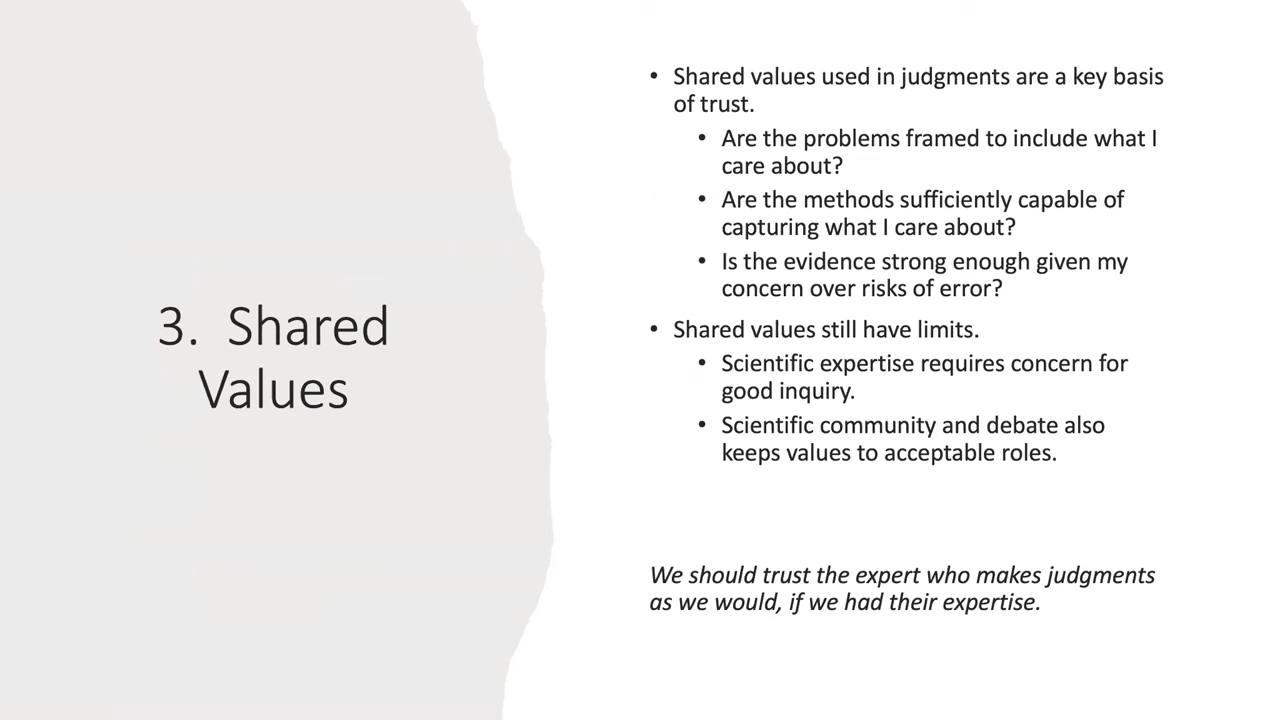 3. Shared
Values
• Shared values used in judgments are a key basis
of trust.
• Are the problems framed to include what I
care about?
• Are the methods sufficiently capable of
capturing what I care about?
• Is the evidence strong enough given my
concern over risks of error?
• Shared values still have limits.
• Scientific expertise requires concern for
good inquiry.
• Scientific community and debate also
keeps values to acceptable roles.
We should trust the expert who makes judgments
as we would, if we had their expertise.